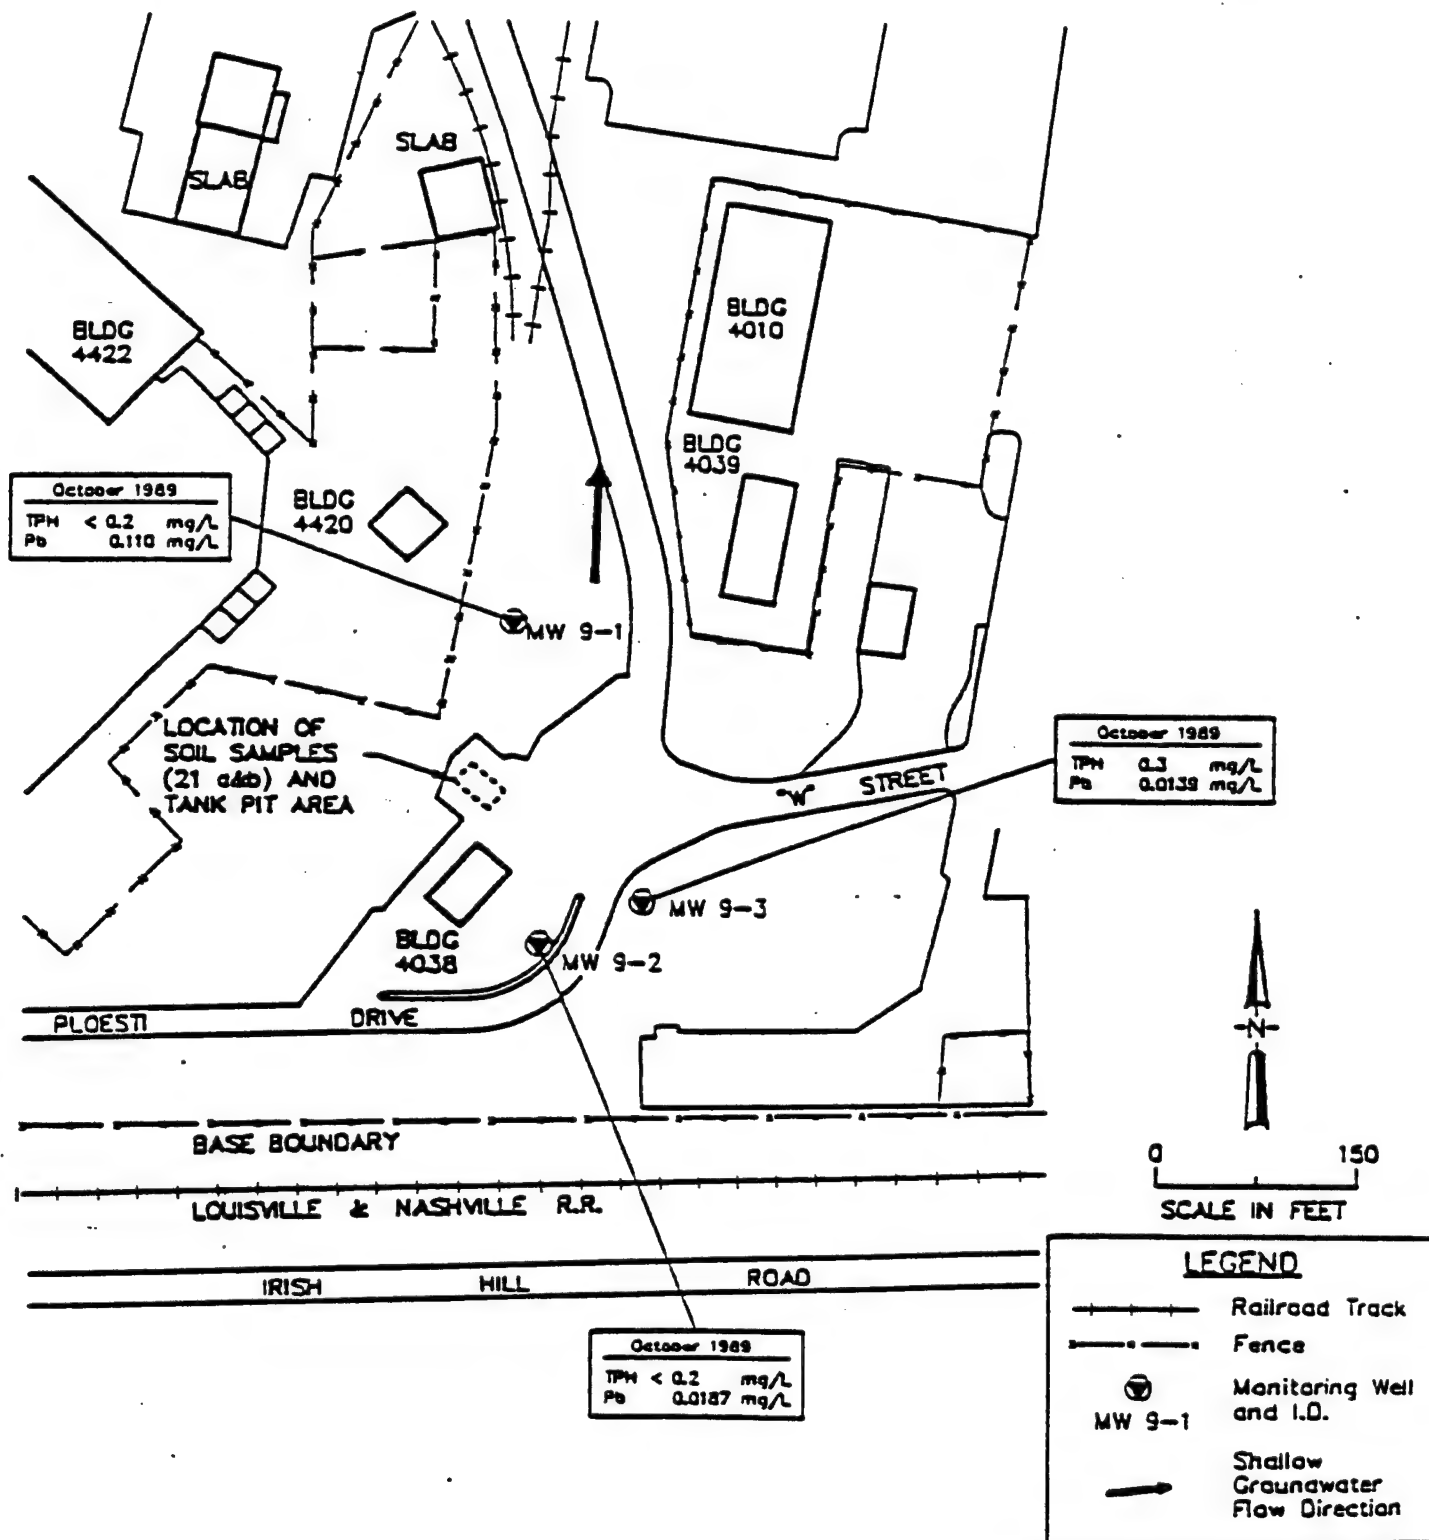 SLAB
SLAB
BLDG
4422
BLDG
4010
BLDG
4039
October 1989
TPH < 0.2 mg/L
Pb 0.110 mg/L
BLDG
4420
MW 9-1
LOCATION OF
SOIL SAMPLES
(21 a&b) AND
TANK PIT AREA
October 1989
TPH 0.3 mg/L
Pb 0.0139 mg/L
"W" STREET
MW 9-3
BLDG
4038
MW 9-2
PLOESTI DRIVE
-N-
BASE BOUNDARY
0 150
SCALE IN FEET
LOUISVILLE & NASHVILLE R.R.
IRISH HILL ROAD
October 1989
TPH < 0.2 mg/L
Pb 0.0187 mg/L
LEGEND
Railroad Track
Fence
MW 9-1
Monitoring Well
and I.D.
Shallow
Groundwater
Flow Direction